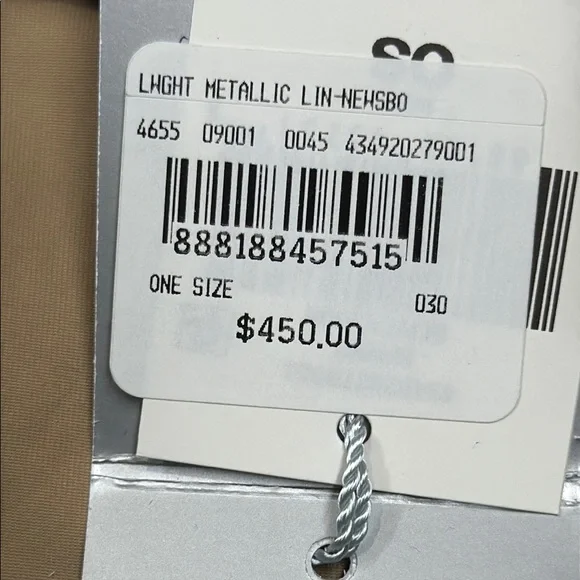 LWGHT METALLIC LIN-NEWSBO
4655 09001 0045 434920279001
888188457515
ONE SIZE 030
$450.00